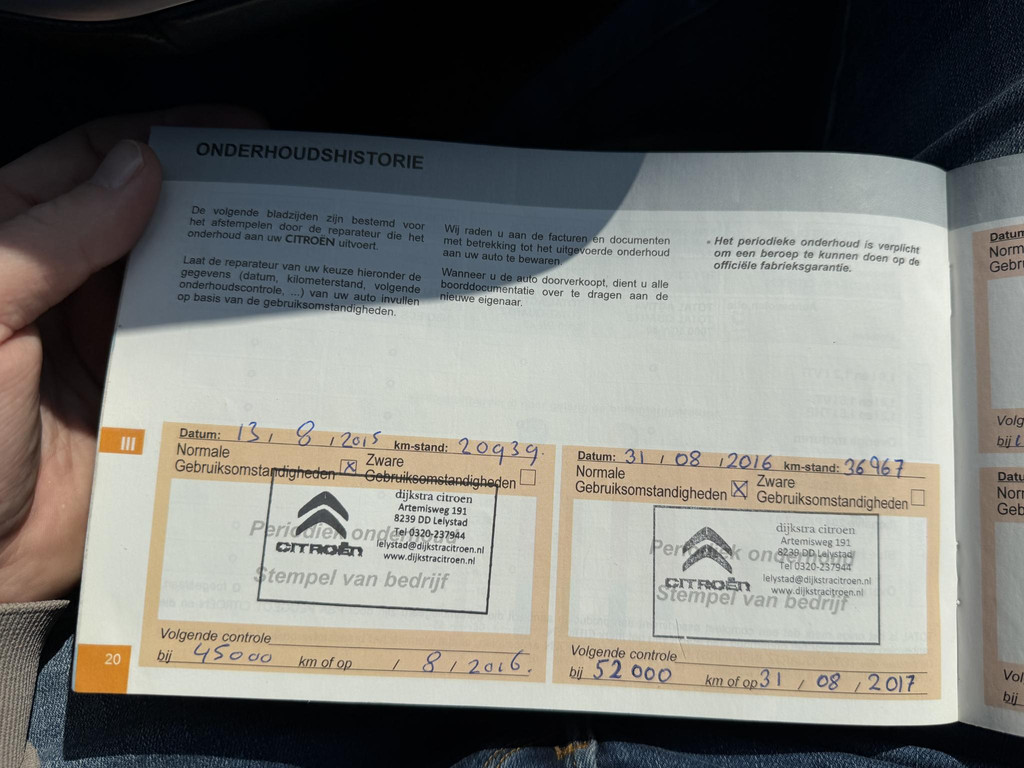 ONDERHOUDSHISTORIE
De volgende bladzijden zijn bestemd voor
het afstempelen door de reparateur die het
onderhoud aan uw CITROËN uitvoert.
Laat de reparateur van uw keuze hieronder de
gegevens (datum, kilometerstand, volgende
onderhoudscontrole, ...) van uw auto invullen
op basis van de gebruiksomstandigheden.
Wij raden u aan de facturen en documenten
met betrekking tot het uitgevoerde onderhoud
aan uw auto te bewaren.
Wanneer u de auto doorverkoopt, dient u alle
boorddocumentatie over te dragen aan de
nieuwe eigenaar.
- Het periodieke onderhoud is verplicht
om een beroep te kunnen doen op de
officiële fabrieksgarantie.
III
Datum: 13, 8, 2015 km-stand: 20939.
Normale Gebruiksomstandigheden X Zware Gebruiksomstandigheden
Periodiek onderhoud
Stempel van bedrijf
CITROËN
dijkstra citroen
Artemisweg 191
8239 DD Lelystad
Tel 0320-237944
lelystad@dijkstracitroen.nl
www.dijkstracitroen.nl
Volgende controle
bij 45000 km of op / 8 / 2016.
Datum: 31 / 08 , 2016 km-stand: 36967
Normale Gebruiksomstandigheden X Zware Gebruiksomstandigheden
Periodiek onderhoud
Stempel van bedrijf
CITROËN
dijkstra citroen
Artemisweg 191
8239 DD Lelystad
Tel 0320-237944
lelystad@dijkstracitroen.nl
www.dijkstracitroen.nl
Volgende controle
bij 52000 km of op 31 / 08 , 2017
20
Datum
bij
bij